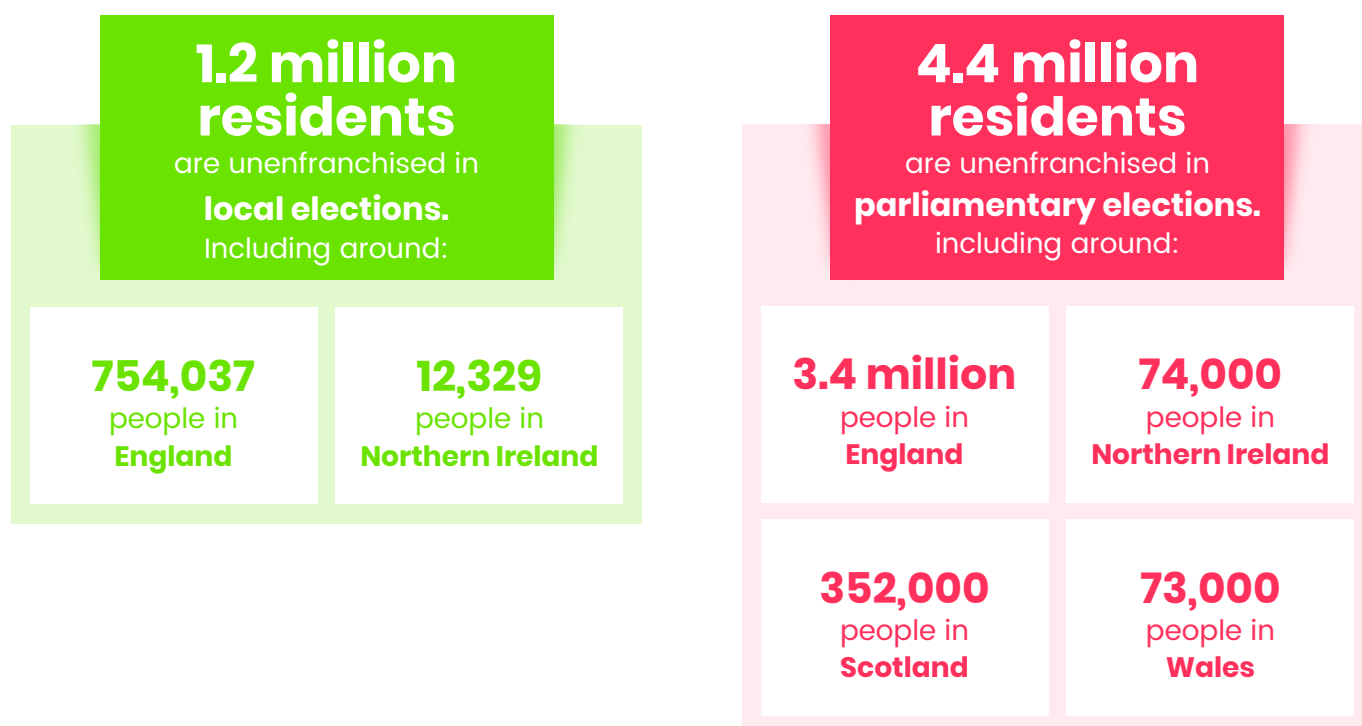 1.2 million
residents
are unenfranchised in
local elections.
Including around:
754,037
people in
England
12,329
people in
Northern Ireland
4.4 million
residents
are unenfranchised in
parliamentary elections.
including around:
3.4 million
people in
England
74,000
people in
Northern Ireland
352,000
people in
Scotland
73,000
people in
Wales